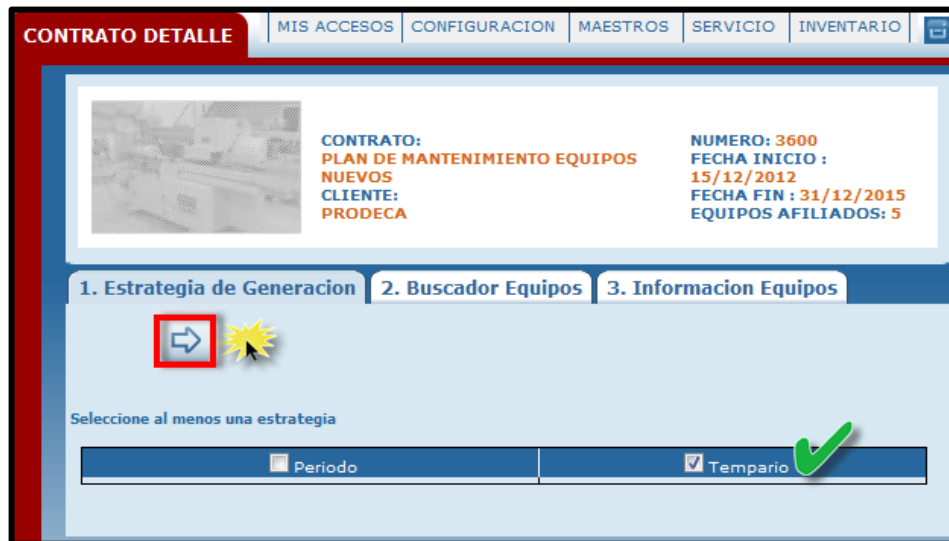 CONTRATO DETALLE
MIS ACCESOS CONFIGURACION MAESTROS SERVICIO INVENTARIO
CONTRATO:
PLAN DE MANTENIMIENTO EQUIPOS
NUEVOS
CLIENTE:
PRODECA
NUMERO: 3600
FECHA INICIO :
15/12/2012
FECHA FIN : 31/12/2015
EQUIPOS AFILIADOS: 5
1. Estrategia de Generacion 2. Buscador Equipos 3. Informacion Equipos
Seleccione al menos una estrategia
Periodo Tempario